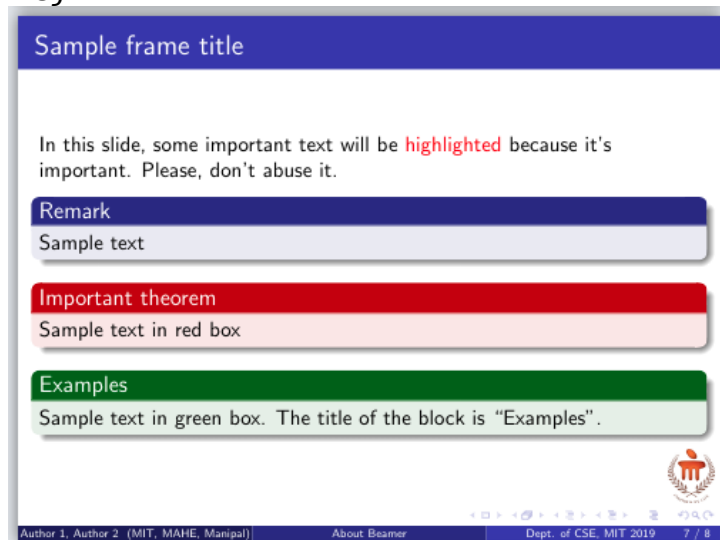 Sample frame title
In this slide, some important text will be highlighted because it's
important. Please, don't abuse it.
Remark
Sample text
Important theorem
Sample text in red box
Examples
Sample text in green box. The title of the block is “Examples”.
Author 1, Author 2 (MIT, MAHE, Manipal) About Beamer Dept. of CSE, MIT 2019 7 / 8